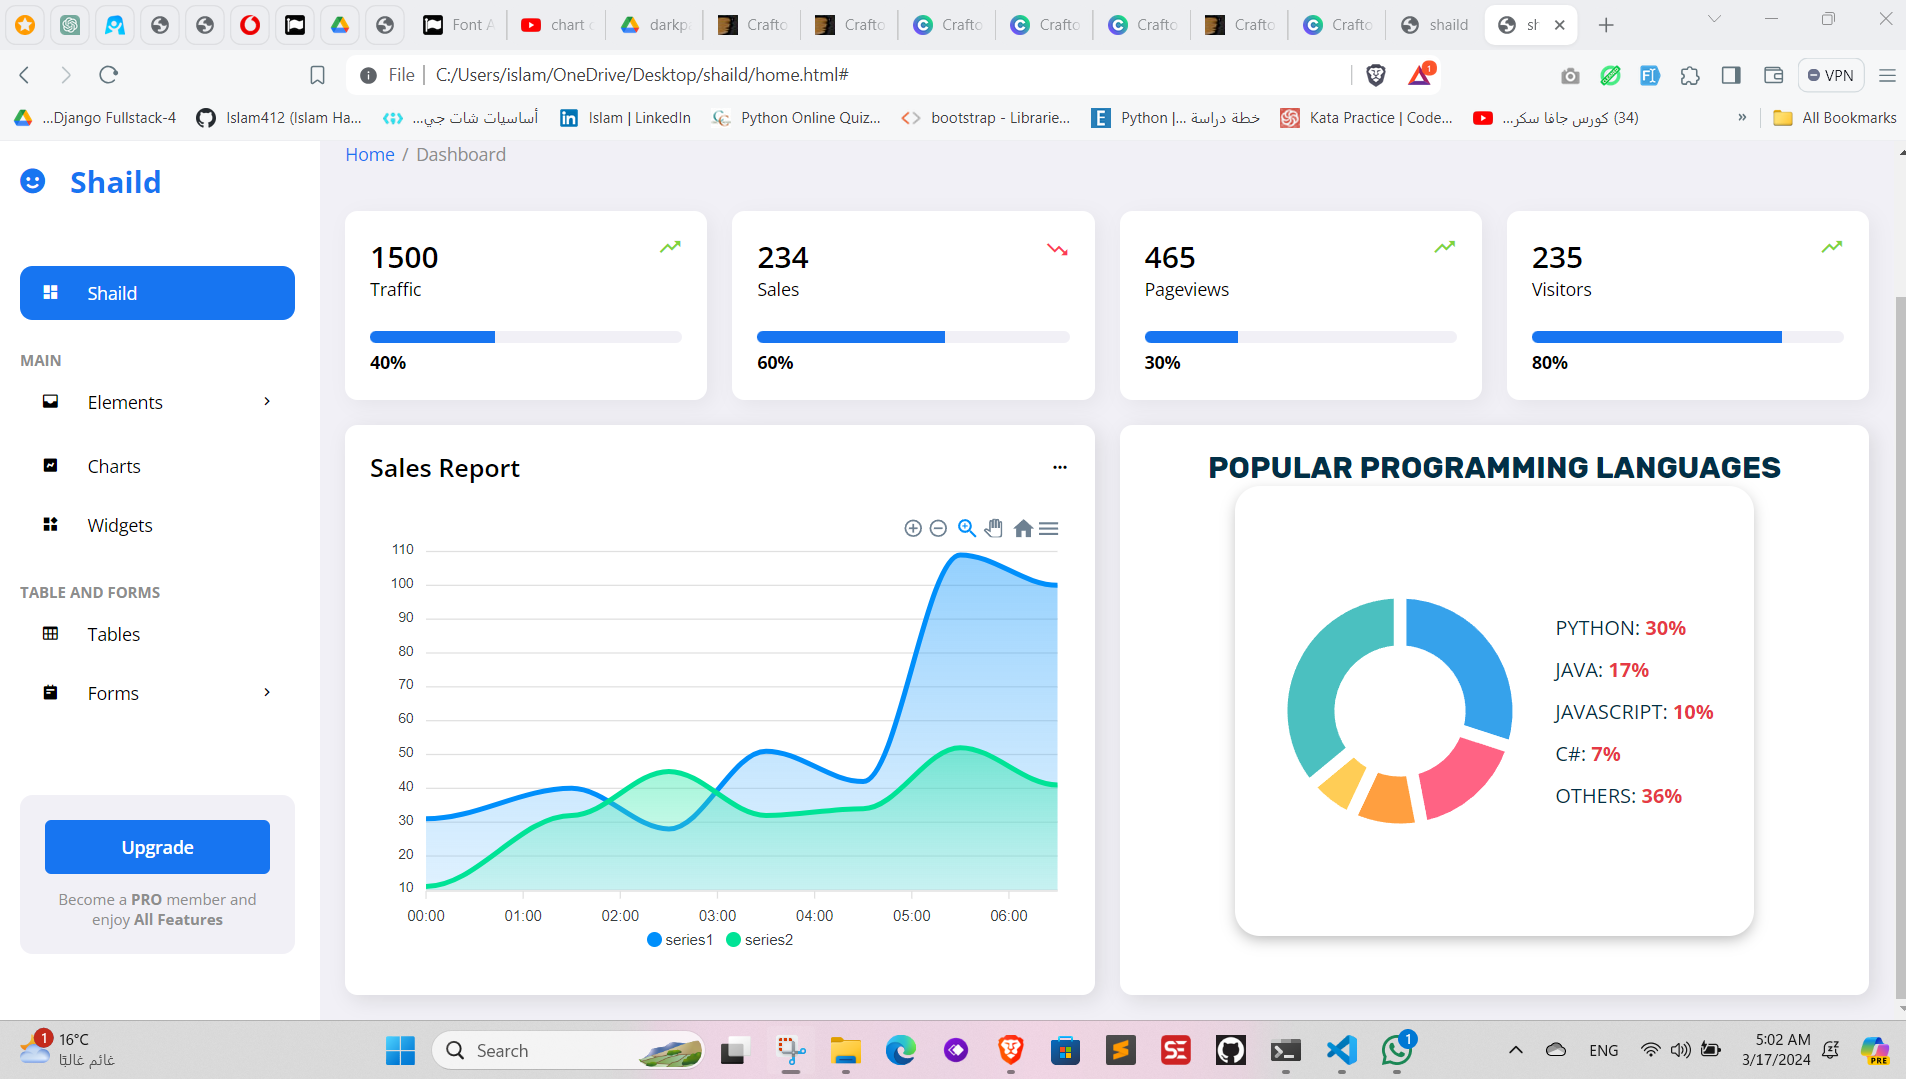 Font A
chart c
darkp
Crafto
Crafto
Crafto
Crafto
Crafto
Crafto
Crafto
shaild
sh
File
C:/Users/islam/OneDrive/Desktop/shaild/home.html#
1
VPN
...Django Fullstack-4
Islam412 (Islam Ha...
أساسيات شات جي...
Islam | LinkedIn
Python Online Quiz...
bootstrap - Librarie...
خطة دراسة ...| Python
Kata Practice | Code...
(34) كورس جافا سكر...
»
All Bookmarks
Shaild
Shaild
MAIN
Elements
Charts
Widgets
TABLE AND FORMS
Tables
Forms
Upgrade
Become a PRO member and
enjoy All Features
Home / Dashboard
1500
Traffic
40%
234
Sales
60%
465
Pageviews
30%
235
Visitors
80%
Sales Report
110
100
90
80
70
60
50
40
30
20
10
00:00 01:00 02:00 03:00 04:00 05:00 06:00
series1 series2
POPULAR PROGRAMMING LANGUAGES
PYTHON: 30%
JAVA: 17%
JAVASCRIPT: 10%
C#: 7%
OTHERS: 36%
1
16°C
غائم غالبًا
Search
SE
1
ENG
5:02 AM
3/17/2024
PRE